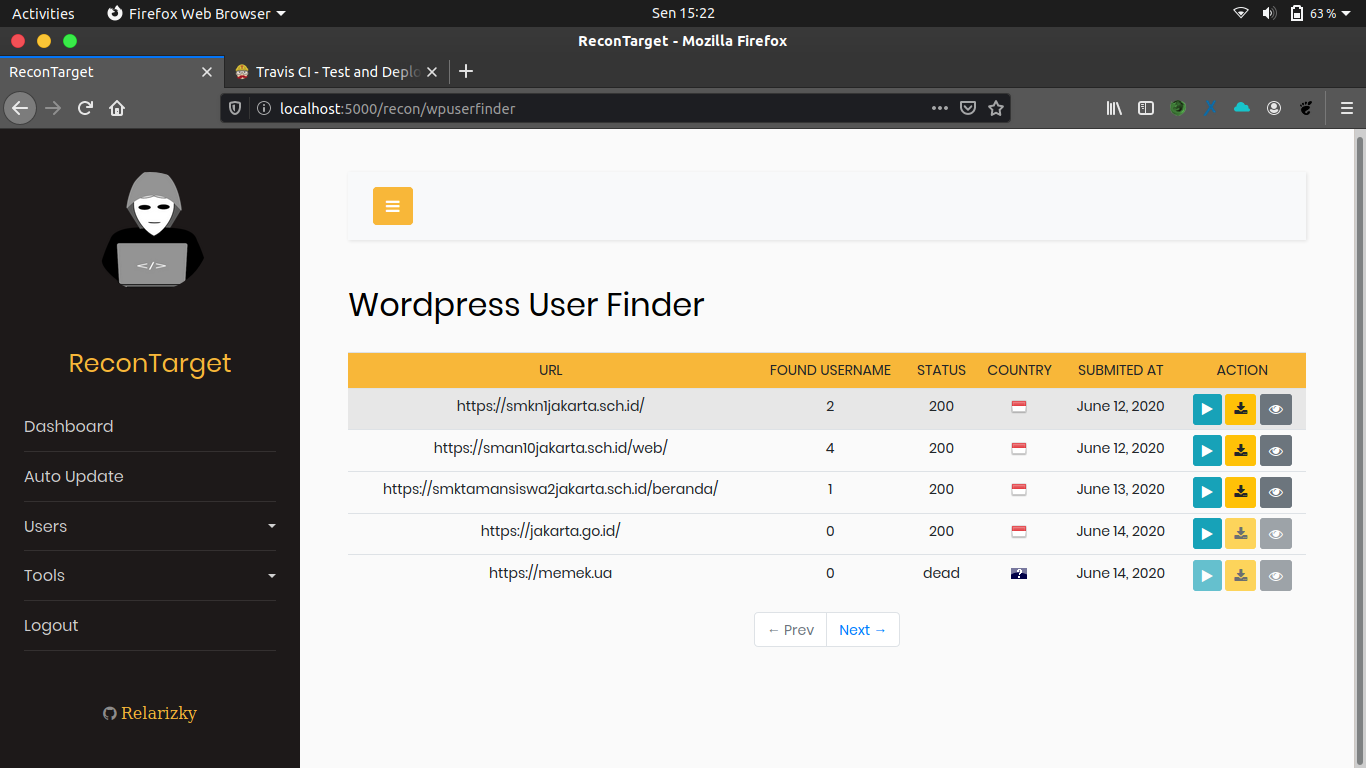 Activities Firefox Web Browser Sen 15:22 63 %
ReconTarget - Mozilla Firefox
ReconTarget Travis CI - Test and Deplo
localhost:5000/recon/wpuserfinder
</>
ReconTarget
Dashboard
Auto Update
Users
Tools
Logout
Relarizky
Wordpress User Finder
URL FOUND USERNAME STATUS COUNTRY SUBMITED AT ACTION
https://smkn1jakarta.sch.id/ 2 200 June 12, 2020
https://sman10jakarta.sch.id/web/ 4 200 June 12, 2020
https://smktamansiswa2jakarta.sch.id/beranda/ 1 200 June 13, 2020
https://jakarta.go.id/ 0 200 June 14, 2020
https://memek.ua 0 dead ? June 14, 2020
← Prev Next →